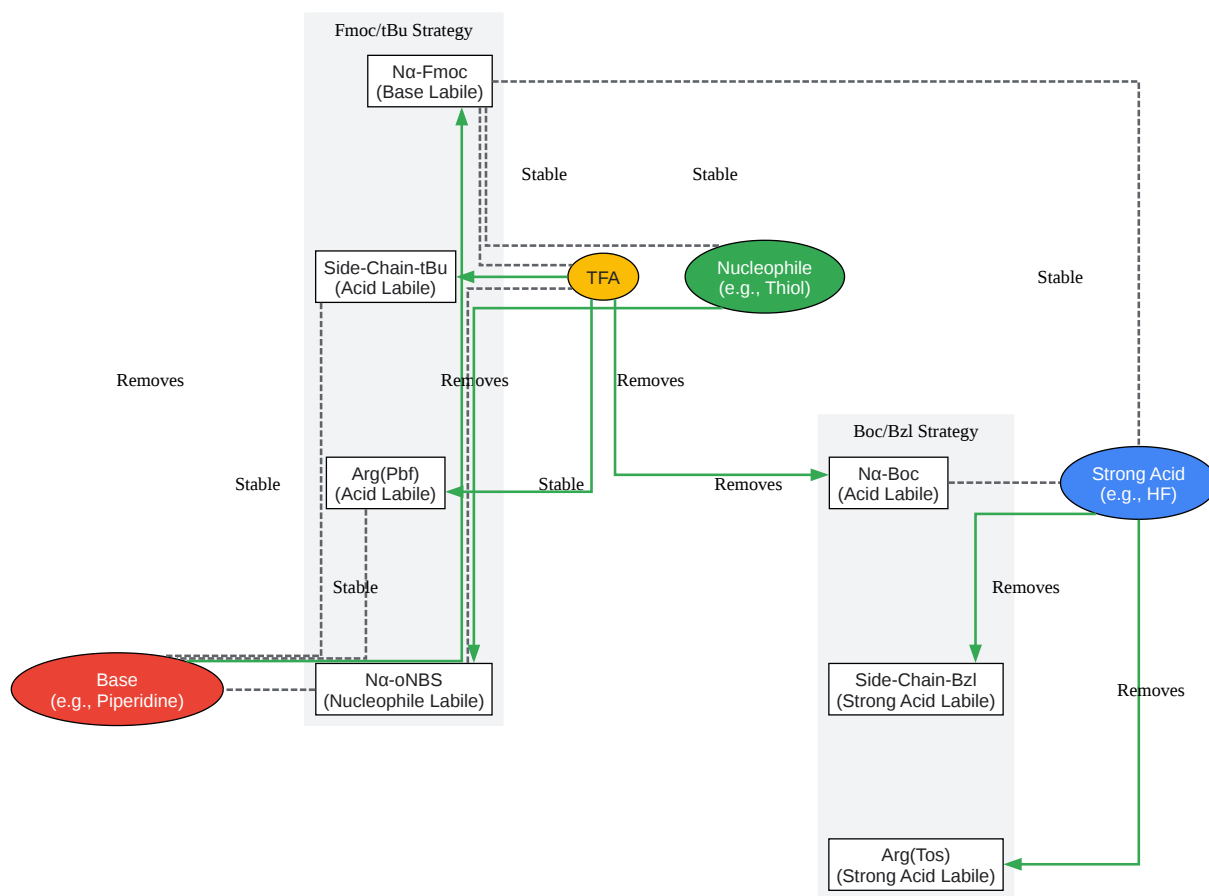 Fmoc/tBu Strategy
Nα-Fmoc
(Base Labile)
Stable
Stable
Side-Chain-tBu
(Acid Labile)
TFA
Nucleophile
(e.g., Thiol)
Stable
Removes
Removes
Removes
Boc/Bzl Strategy
Arg(Pbf)
(Acid Labile)
Stable
Stable
Removes
Nα-Boc
(Acid Labile)
Strong Acid
(e.g., HF)
Stable
Removes
Base
(e.g., Piperidine)
Nα-oNBS
(Nucleophile Labile)
Side-Chain-Bzl
(Strong Acid Labile)
Removes
Arg(Tos)
(Strong Acid Labile)